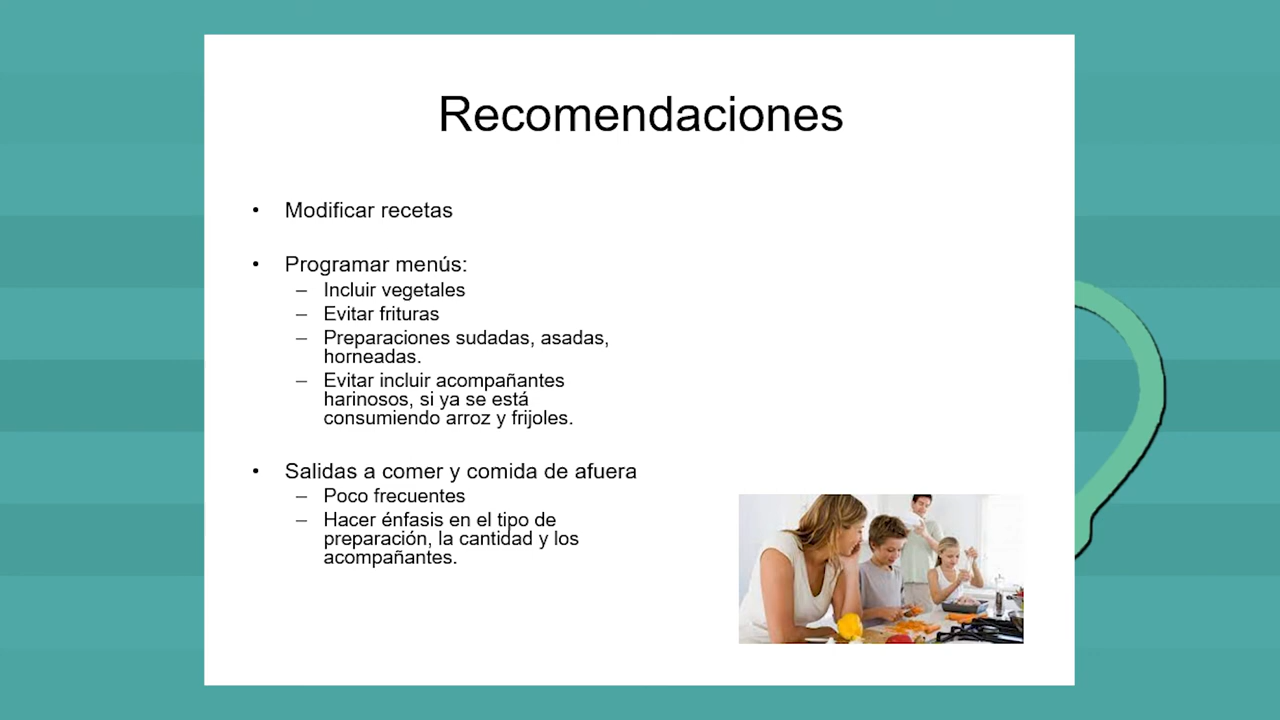 Recomendaciones
• Modificar recetas
• Programar menús:
– Incluir vegetales
– Evitar frituras
– Preparaciones sudadas, asadas,
horneadas.
– Evitar incluir acompañantes
harinosos, si ya se está
consumiendo arroz y frijoles.
• Salidas a comer y comida de afuera
– Poco frecuentes
– Hacer énfasis en el tipo de
preparación, la cantidad y los
acompañantes.